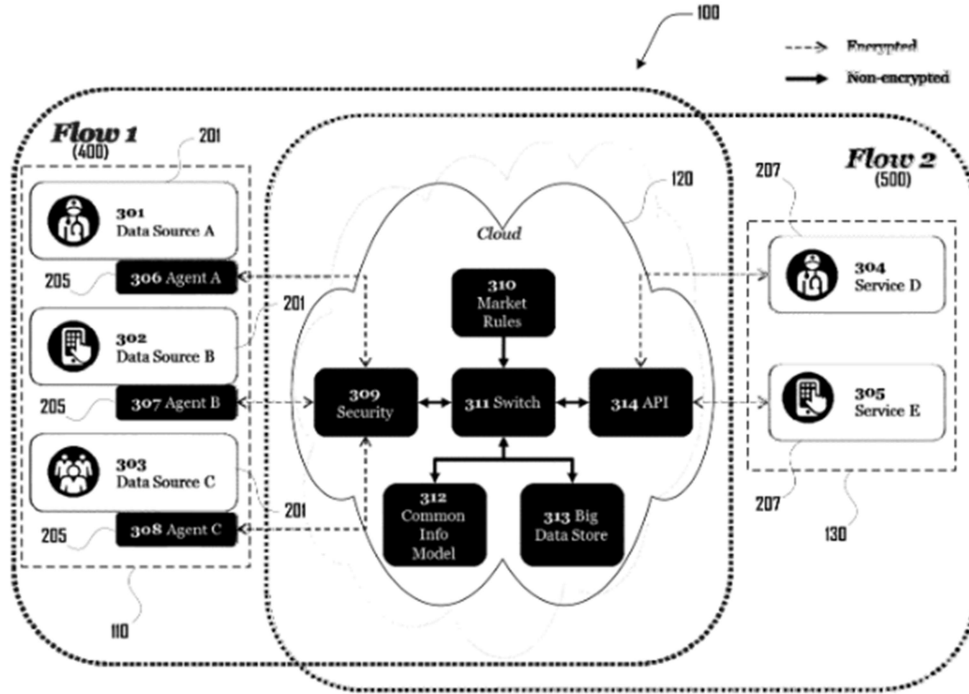 100
Encrypted
Non-encrypted
Flow 1
(400)
201
Flow 2
(500)
207
120
301
Data Source A
205
306 Agent A
Cloud
304
Service D
310
Market
Rules
201
302
Data Source B
205
307 Agent B
309
Security
311 Switch
314 API
305
Service E
303
Data Source C
201
205
308 Agent C
312
Common
Info
Model
313 Big
Data Store
207
130
110